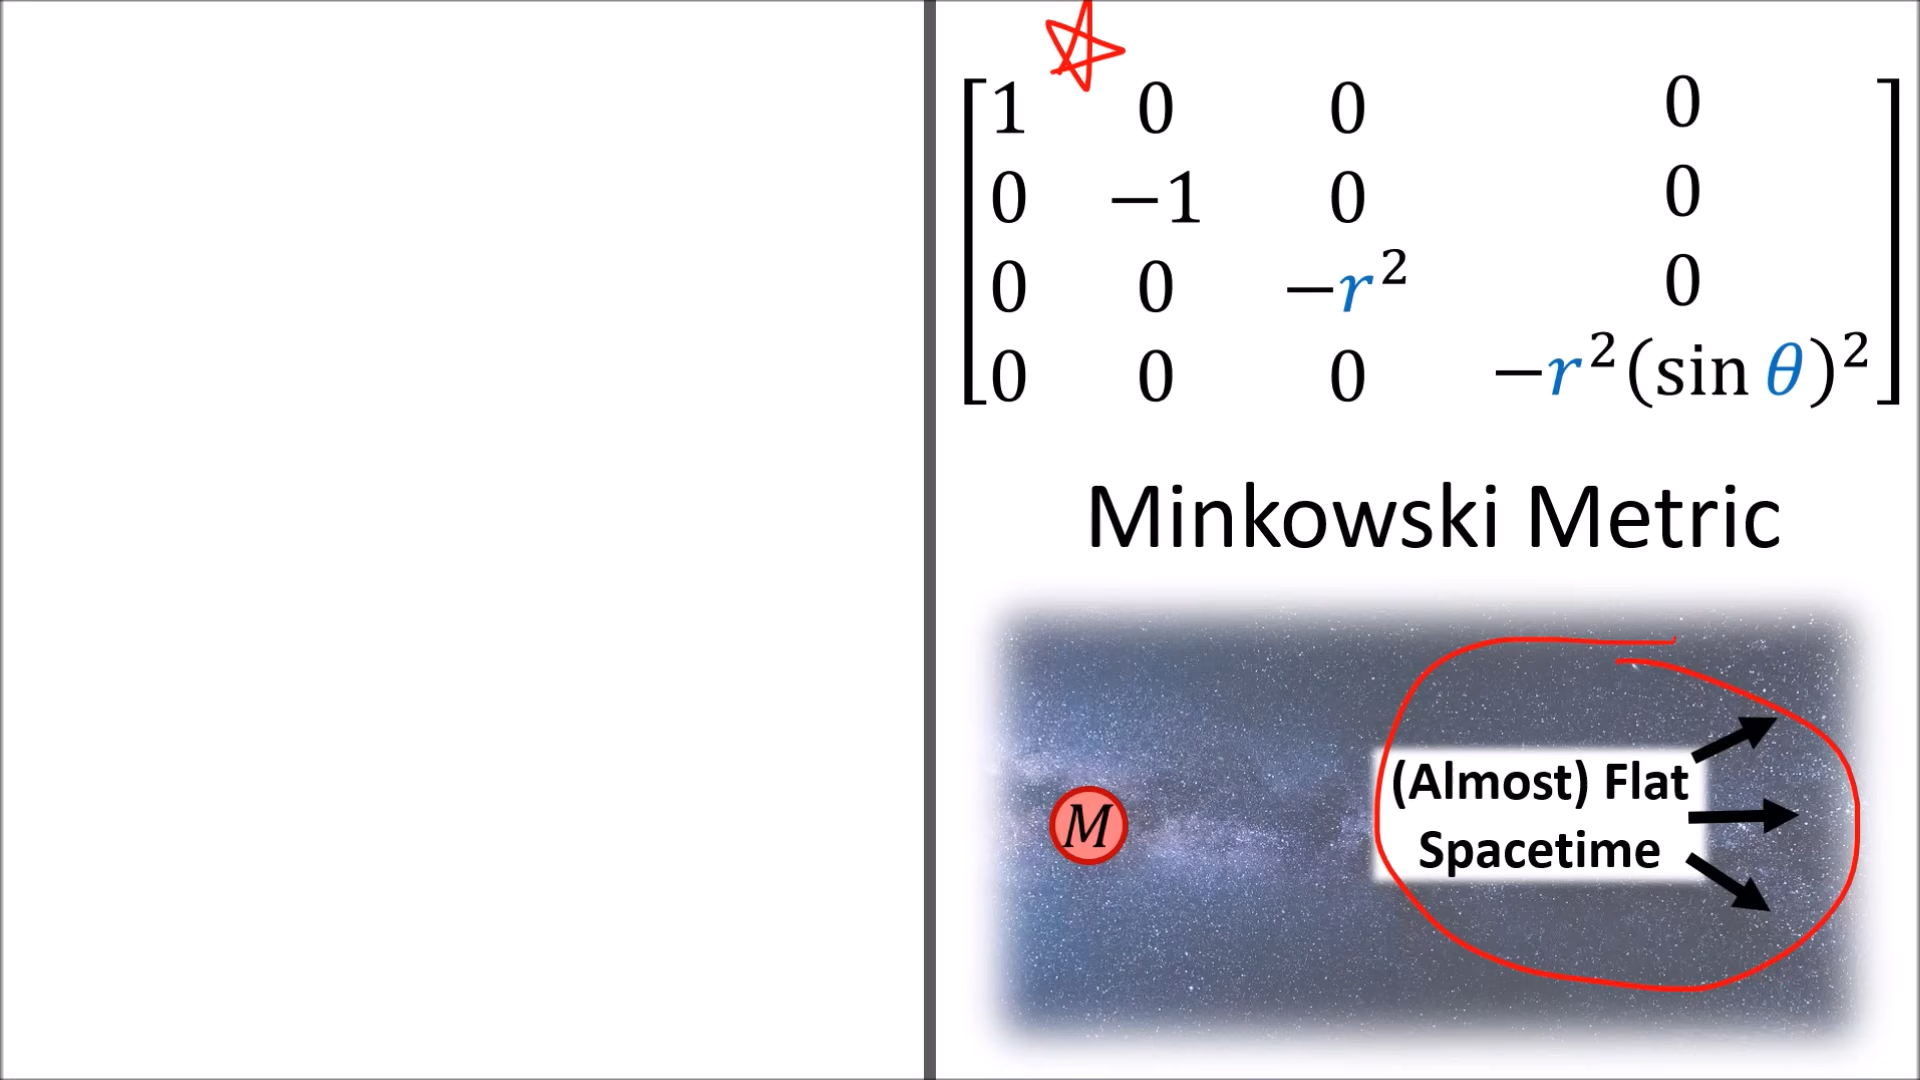 1 0 0 0
0 −1 0 0
0 0 −r² 0
0 0 0 −r²(sin θ)²
Minkowski Metric
M
(Almost) Flat
Spacetime